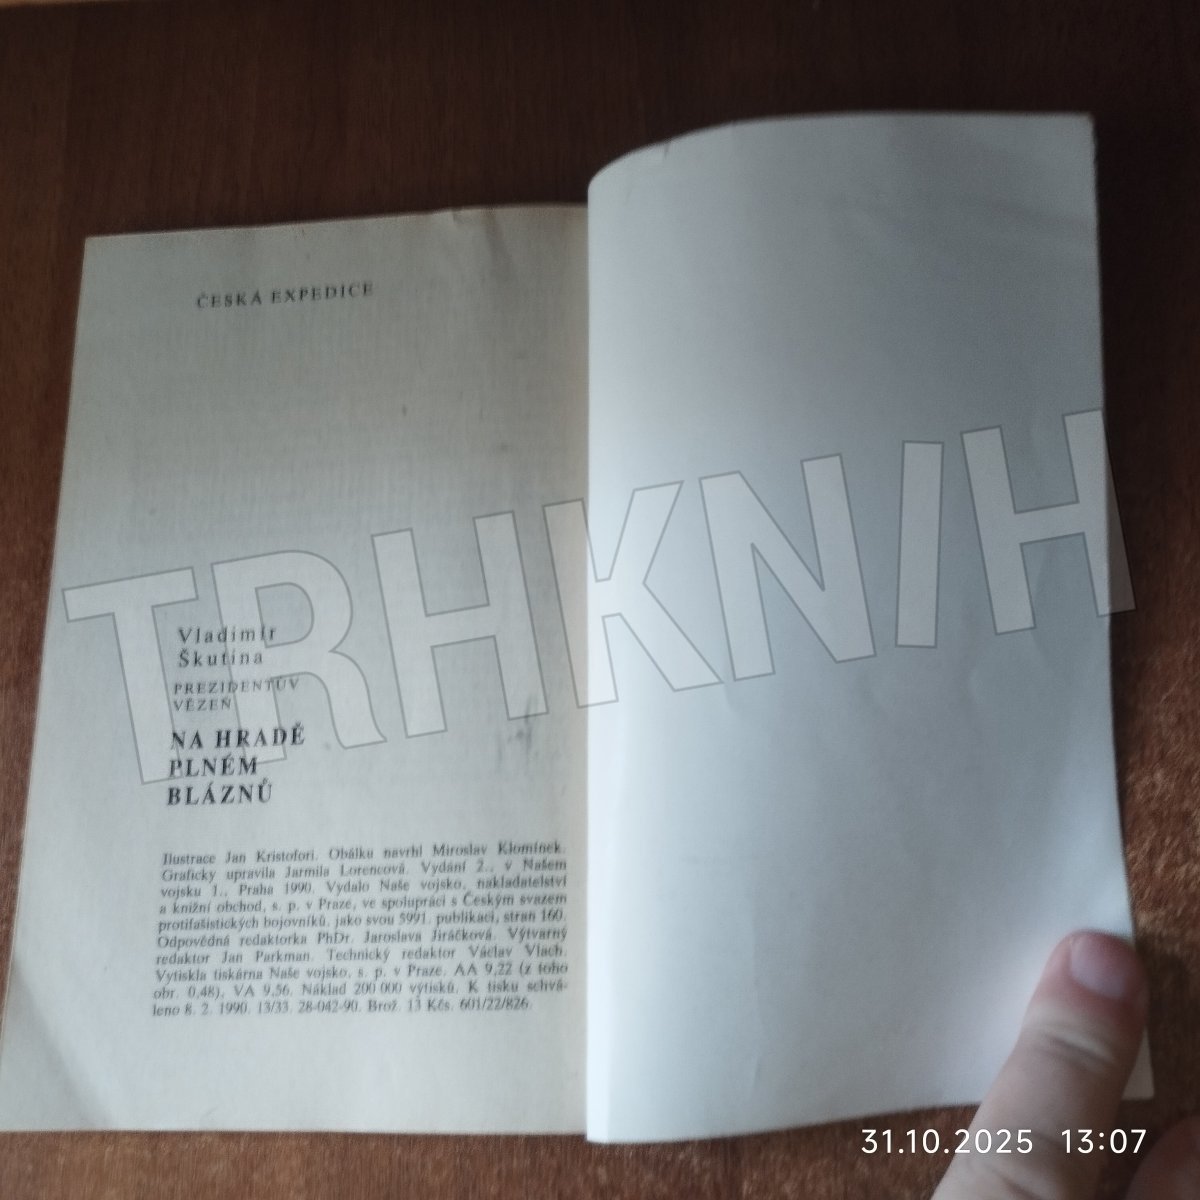 ČESKÁ EXPEDICE
TRHKNIH
Vladimír
Škutina
PREZIDENTŮV
VĚZEŇ
NA HRADĚ
PLNÉM
BLÁZNŮ
Ilustrace Jan Kristofori. Obálku navrhl Miroslav Klomínek.
Graficky upravila Jarmila Lorencová. Vydání 2., v Našem
vojsku 1., Praha 1990. Vydalo Naše vojsko, nakladatelství
a knižní obchod, s. p. v Praze, ve spolupráci s Českým svazem
protifašistických bojovníků, jako svou 5991. publikaci, stran 160.
Odpovědná redaktorka PhDr. Jaroslava Jiráčková. Výtvarný
redaktor Jan Parkman. Technický redaktor Václav Vlach.
Vytiskla tiskárna Naše vojsko, s. p. v Praze. AA 9,22 (z toho
obr. 0,48), VA 9,56. Náklad 200 000 výtisků. K tisku schvá-
leno 8. 2. 1990. 13/33. 28-042-90. Brož. 13 Kčs. 601/22/826.
31.10.2025 13:07